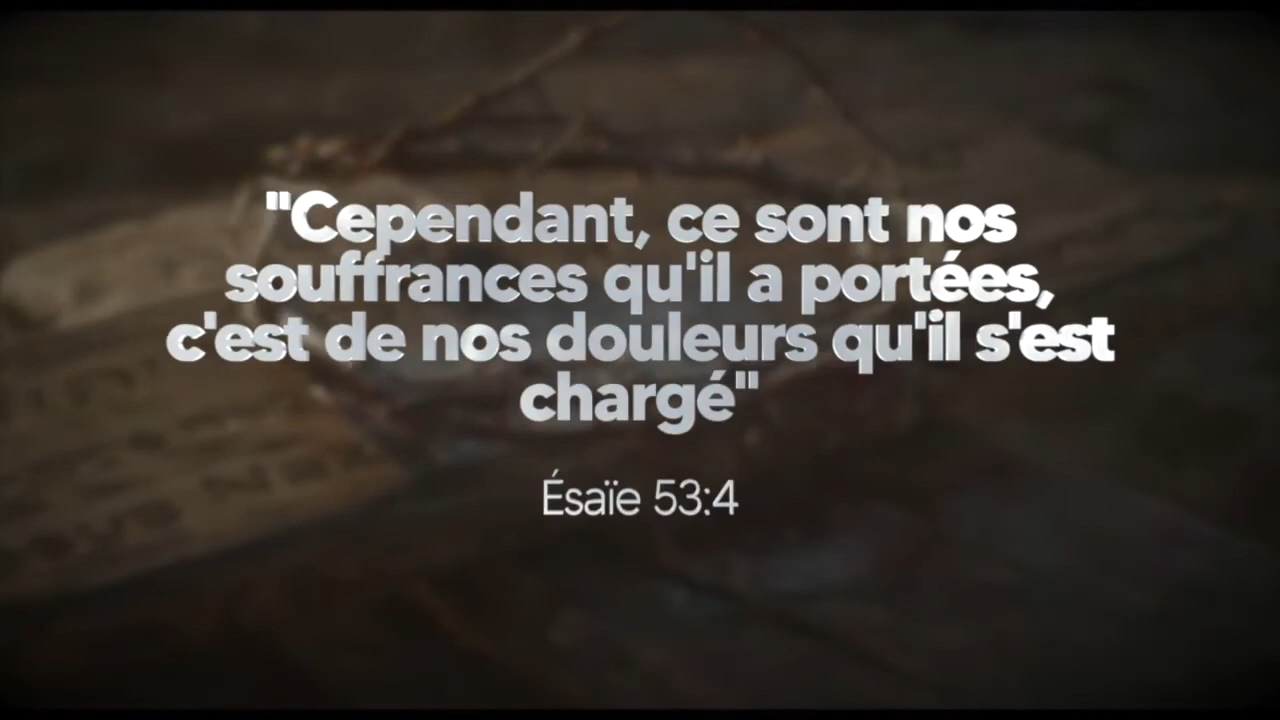 "Cependant, ce sont nos
souffrances qu'il a portées,
c'est de nos douleurs qu'il s'est
chargé"
Ésaïe 53:4